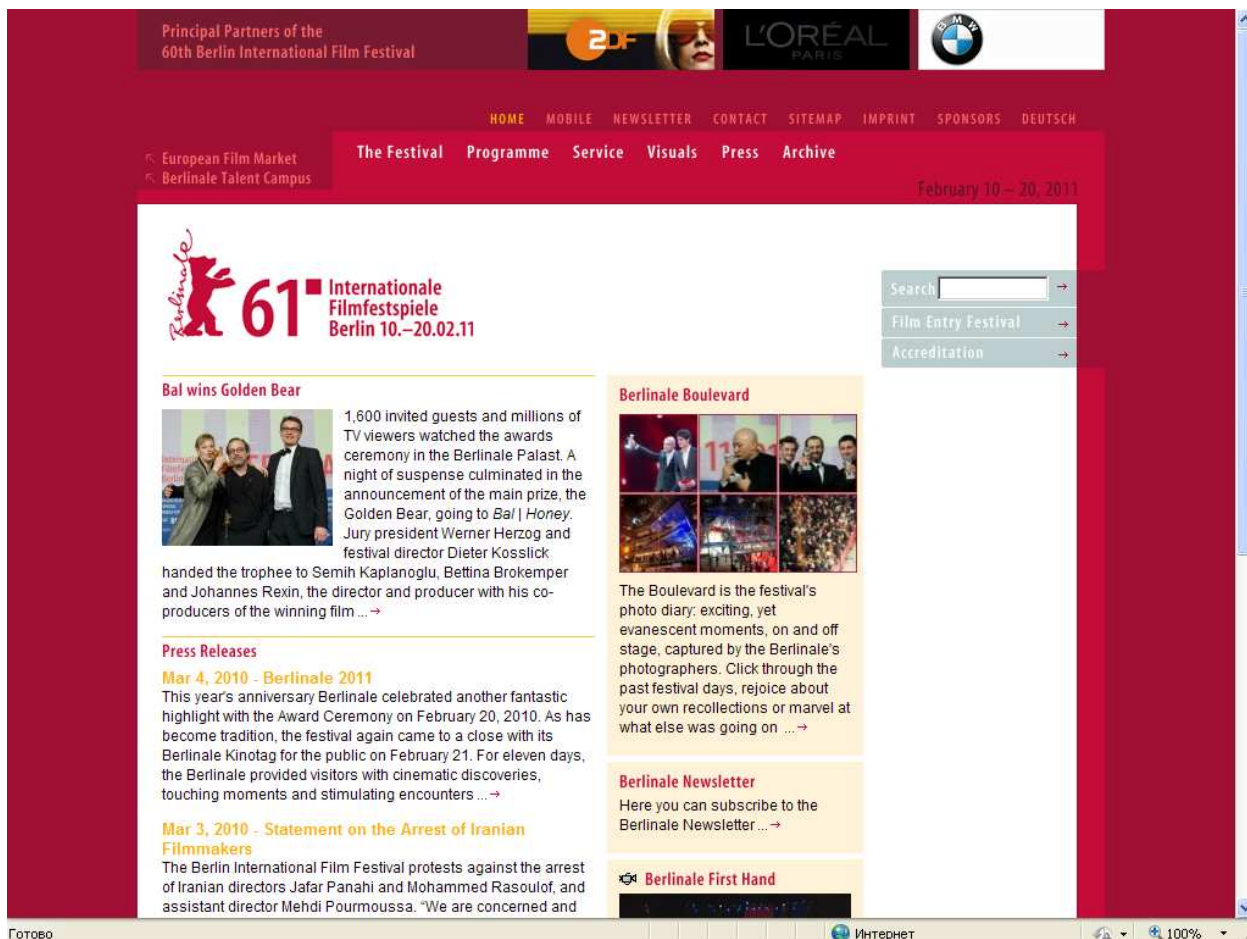 Principal Partners of the
60th Berlin International Film Festival
2DF
L'ORÉAL
PARIS
BMW
HOME MOBILE NEWSLETTER CONTACT SITEMAP IMPRINT SPONSORS DEUTSCH
European Film Market
Berlinale Talent Campus
The Festival Programme Service Visuals Press Archive
February 10 – 20, 2011
Berlinale
61 Internationale
Filmfestspiele
Berlin 10.–20.02.11
Search
Film Entry Festival
Accreditation
Bal wins Golden Bear
1,600 invited guests and millions of
TV viewers watched the awards
ceremony in the Berlinale Palast. A
night of suspense culminated in the
announcement of the main prize, the
Golden Bear, going to Bal | Honey.
Jury president Werner Herzog and
festival director Dieter Kosslick
handed the trophee to Semih Kaplanoglu, Bettina Brokemper
and Johannes Rexin, the director and producer with his co-
producers of the winning film ...
Press Releases
Mar 4, 2010 - Berlinale 2011
This year's anniversary Berlinale celebrated another fantastic
highlight with the Award Ceremony on February 20, 2010. As has
become tradition, the festival again came to a close with its
Berlinale Kinotag for the public on February 21. For eleven days,
the Berlinale provided visitors with cinematic discoveries,
touching moments and stimulating encounters ...
Mar 3, 2010 - Statement on the Arrest of Iranian
Filmmakers
The Berlin International Film Festival protests against the arrest
of Iranian directors Jafar Panahi and Mohammed Rasoulof, and
assistant director Mehdi Pourmoussa. “We are concerned and
Berlinale Boulevard
The Boulevard is the festival's
photo diary: exciting, yet
evanescent moments, on and off
stage, captured by the Berlinale's
photographers. Click through the
past festival days, rejoice about
your own recollections or marvel at
what else was going on ...
Berlinale Newsletter
Here you can subscribe to the
Berlinale Newsletter ...
Berlinale First Hand
Готово
Интернет
100%